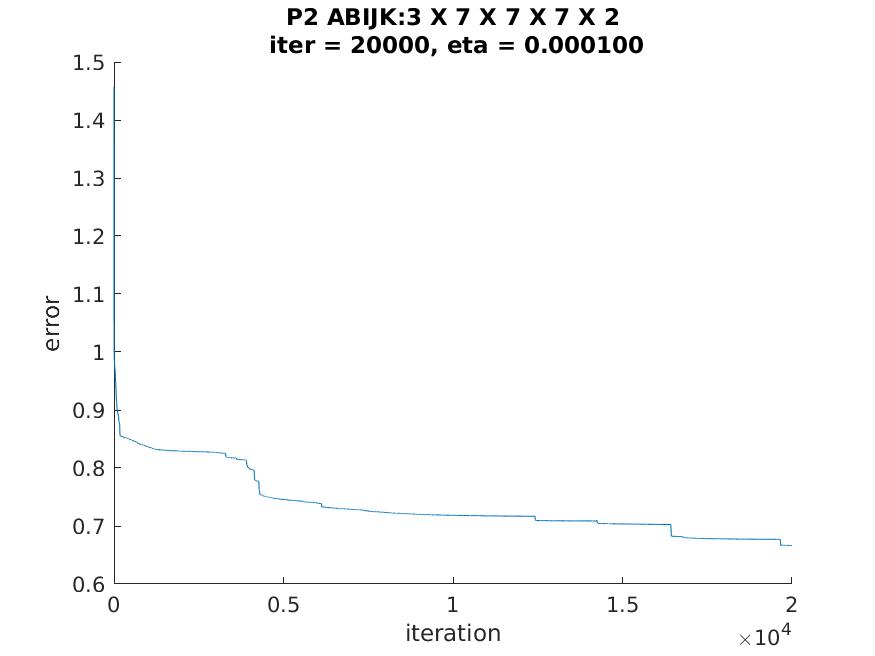 P2 ABIJK:3 X 7 X 7 X 7 X 2
iter = 20000, eta = 0.000100
1.5
1.4
1.3
1.2
1.1
1
0.9
0.8
0.7
0.6
error
0 0.5 1 1.5 2
iteration
×10⁴